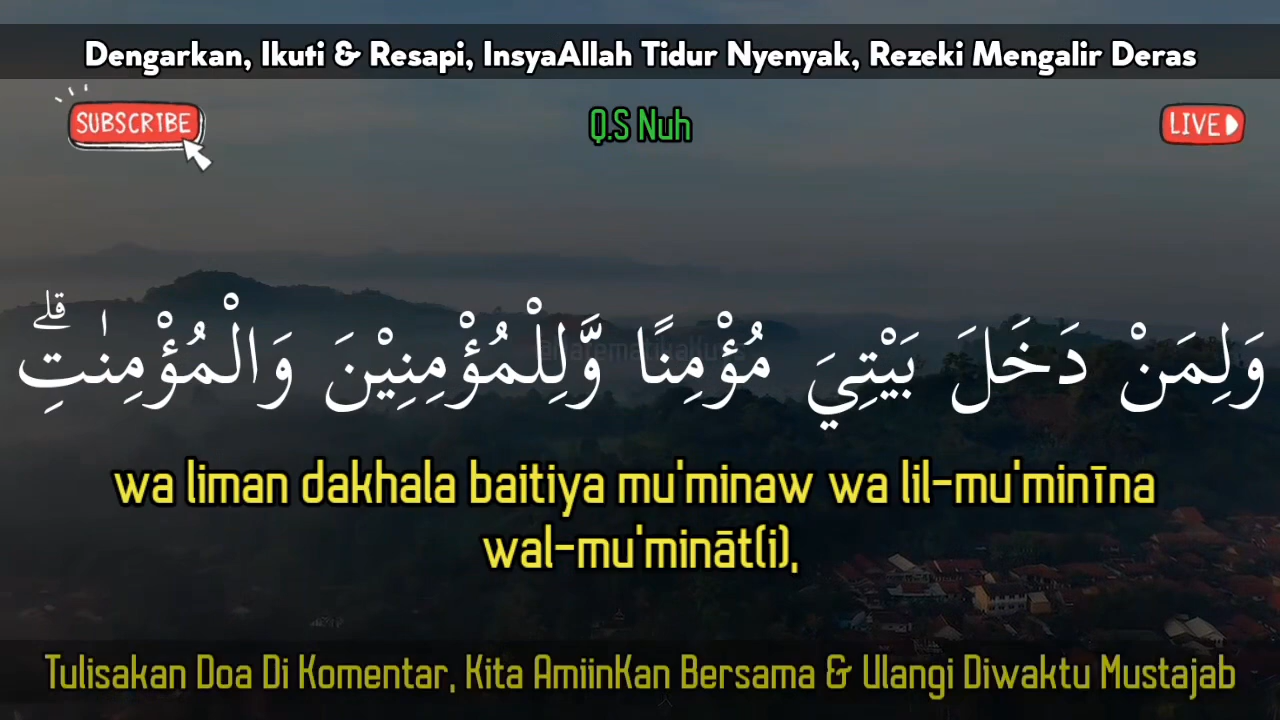 Dengarkan, Ikuti & Resapi, InsyaAllah Tidur Nyenyak, Rezeki Mengalir Deras
SUBSCRIBE
Q.S Nuh
LIVE
وَلِمَنْ دَخَلَ بَيْتِيَ مُؤْمِنًا وَّلِلْمُؤْمِنِيْنَ وَالْمُؤْمِنٰتِۗ
wa liman dakhala baitiya mu'minaw wa lil-mu'minīna
wal-mu'mināt(i),
Tulisakan Doa Di Komentar, Kita AmiinKan Bersama & Ulangi Diwaktu Mustajab